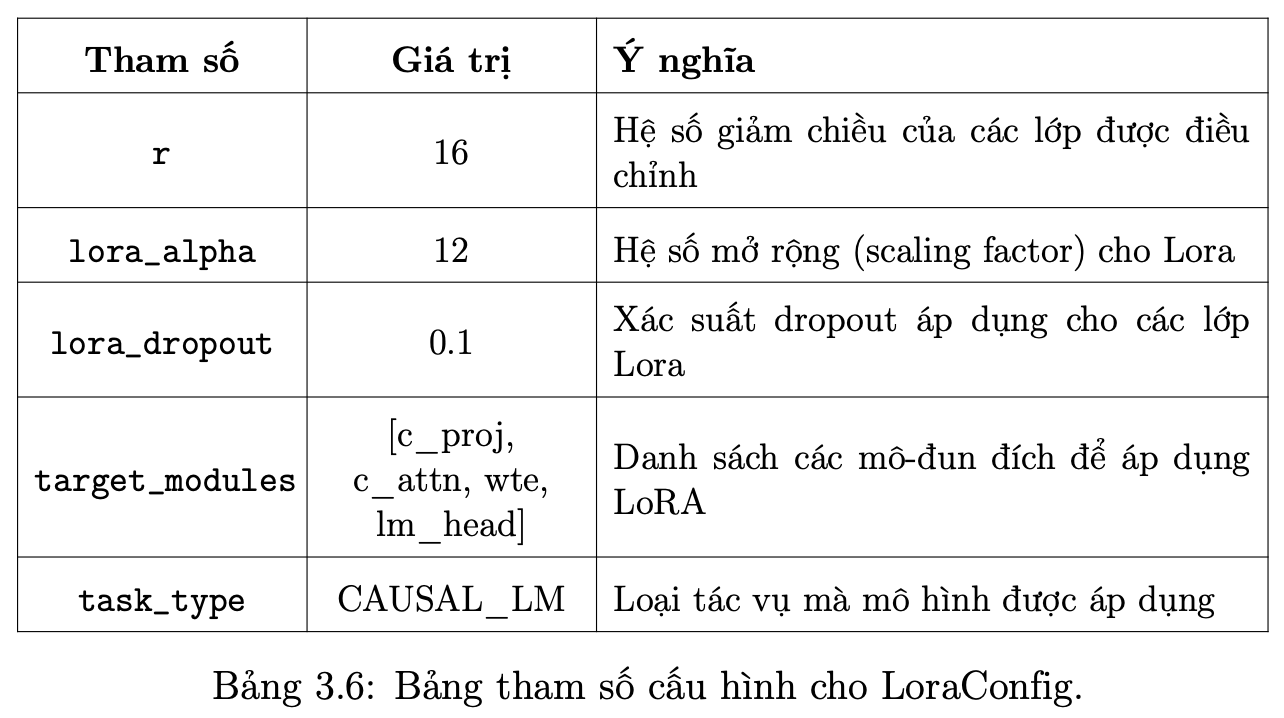 Tham số Giá trị Ý nghĩa
r 16 Hệ số giảm chiều của các lớp được điều
chỉnh
lora_alpha 12 Hệ số mở rộng (scaling factor) cho Lora
lora_dropout 0.1 Xác suất dropout áp dụng cho các lớp
Lora
target_modules
[c_proj,
c_attn, wte,
lm_head]
Danh sách các mô-đun đích để áp dụng
LoRA
task_type CAUSAL_LM Loại tác vụ mà mô hình được áp dụng
Bảng 3.6: Bảng tham số cấu hình cho LoraConfig.